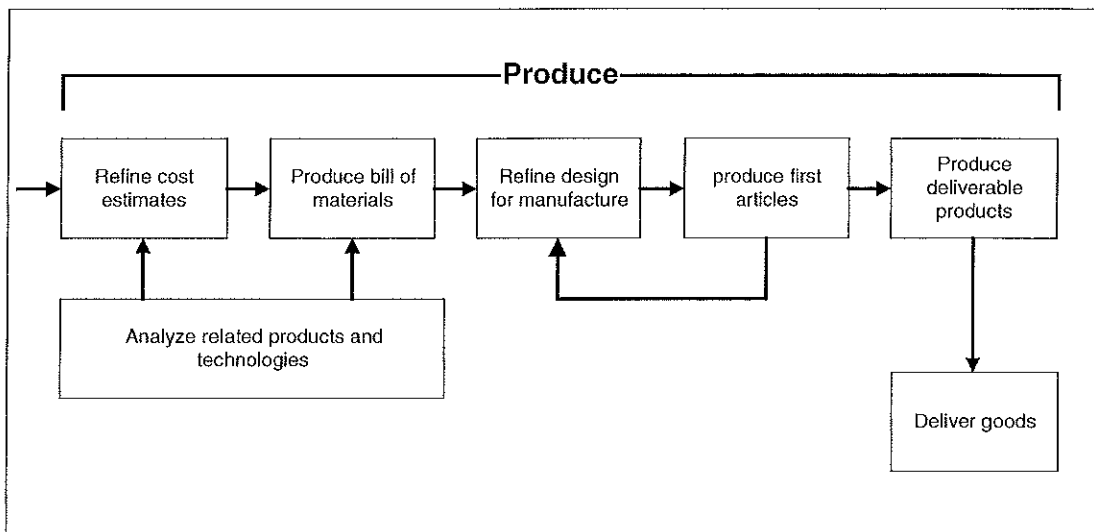 Produce
Refine cost
estimates
Produce bill of
materials
Refine design
for manufacture
produce first
articles
Produce
deliverable
products
Analyze related products and
technologies
Deliver goods